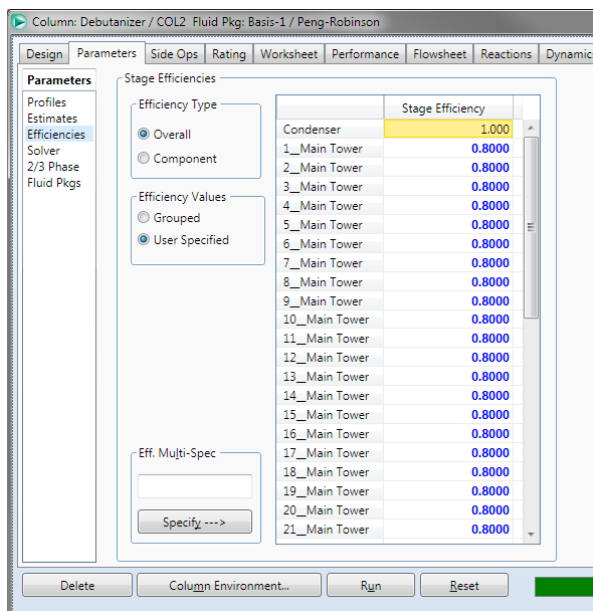 Column: Debutanizer / COL2 Fluid Pkg: Basis-1 / Peng-Robinson
Design Parameters Side Ops Rating Worksheet Performance Flowsheet Reactions Dynamic
Parameters
Profiles
Estimates
Efficiencies
Solver
2/3 Phase
Fluid Pkgs
Stage Efficiencies
Efficiency Type
Overall
Component
Efficiency Values
Grouped
User Specified
Eff. Multi-Spec
Specify --->
Stage Efficiency
Condenser 1.000
1__Main Tower 0.8000
2__Main Tower 0.8000
3__Main Tower 0.8000
4__Main Tower 0.8000
5__Main Tower 0.8000
6__Main Tower 0.8000
7__Main Tower 0.8000
8__Main Tower 0.8000
9__Main Tower 0.8000
10__Main Tower 0.8000
11__Main Tower 0.8000
12__Main Tower 0.8000
13__Main Tower 0.8000
14__Main Tower 0.8000
15__Main Tower 0.8000
16__Main Tower 0.8000
17__Main Tower 0.8000
18__Main Tower 0.8000
19__Main Tower 0.8000
20__Main Tower 0.8000
21__Main Tower 0.8000
Delete Column Environment... Run Reset